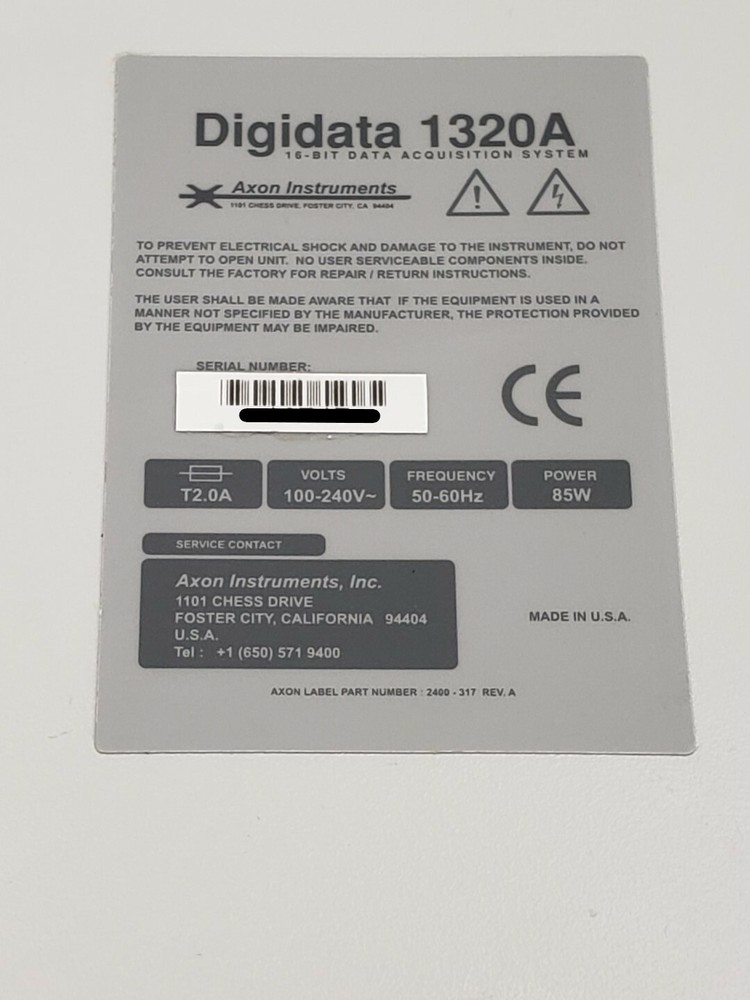 Digidata 1320A
16-BIT DATA ACQUISITION SYSTEM
Axon Instruments
1101 CHESS DRIVE, FOSTER CITY, CA 94404
TO PREVENT ELECTRICAL SHOCK AND DAMAGE TO THE INSTRUMENT, DO NOT
ATTEMPT TO OPEN UNIT. NO USER SERVICEABLE COMPONENTS INSIDE.
CONSULT THE FACTORY FOR REPAIR / RETURN INSTRUCTIONS.
THE USER SHALL BE MADE AWARE THAT IF THE EQUIPMENT IS USED IN A
MANNER NOT SPECIFIED BY THE MANUFACTURER, THE PROTECTION PROVIDED
BY THE EQUIPMENT MAY BE IMPAIRED.
SERIAL NUMBER:
CE
T2.0A
VOLTS
100-240V~
FREQUENCY
50-60Hz
POWER
85W
SERVICE CONTACT
Axon Instruments, Inc.
1101 CHESS DRIVE
FOSTER CITY, CALIFORNIA 94404
U.S.A.
Tel : +1 (650) 571 9400
MADE IN U.S.A.
AXON LABEL PART NUMBER : 2400 - 317 REV. A